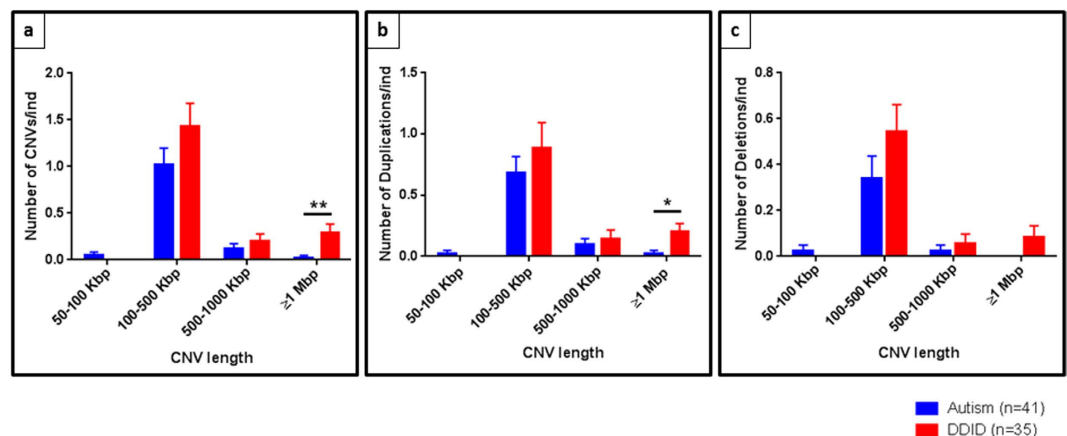 a
Number of CNVs/ind
2.0
1.5
1.0
0.5
0.0
**
50-100 Kbp
100-500 Kbp
500-1000 Kbp
≥1 Mbp
CNV length
b
Number of Duplications/ind
1.5
1.0
0.5
0.0
*
50-100 Kbp
100-500 Kbp
500-1000 Kbp
≥1 Mbp
CNV length
c
Number of Deletions/ind
0.8
0.6
0.4
0.2
0.0
50-100 Kbp
100-500 Kbp
500-1000 Kbp
≥1 Mbp
CNV length
Autism (n=41)
DDID (n=35)